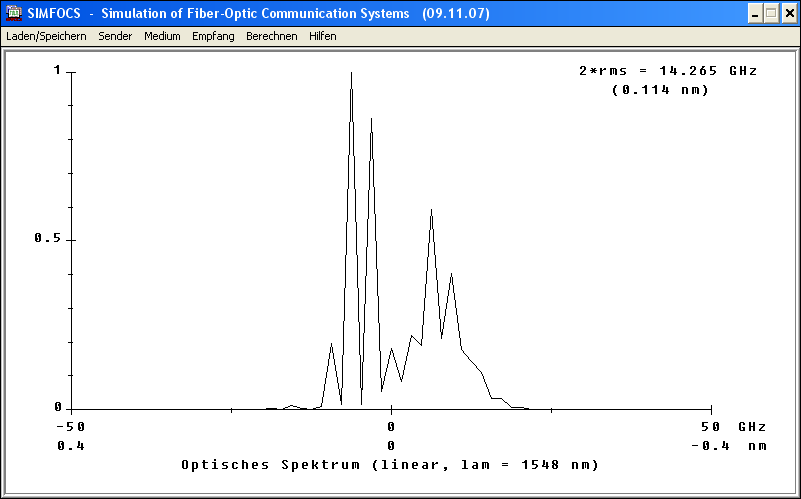 SIMFOCS - Simulation of Fiber-Optic Communication Systems (09.11.07)
Laden/Speichern Sender Medium Empfang Berechnen Hilfen
1
2*rms = 14.265 GHz
(0.114 nm)
0.5
0
-50 0 50 GHz
0.4 0 -0.4 nm
Optisches Spektrum (linear, lam = 1548 nm)